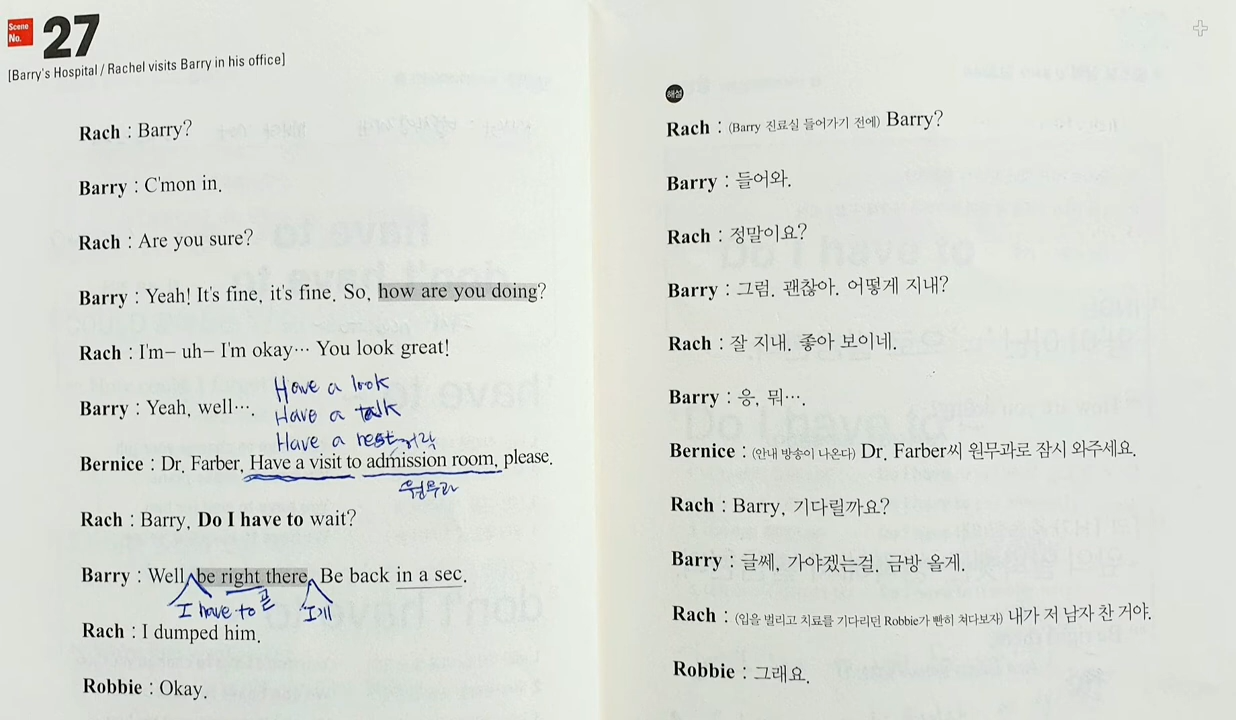 Scene No. 27
[Barry's Hospital / Rachel visits Barry in his office]
Rach : Barry?
Barry : C'mon in.
Rach : Are you sure?
Barry : Yeah! It's fine, it's fine. So, how are you doing?
Rach : I'm– uh– I'm okay… You look great!
Barry : Yeah, well….
Have a look
Have a talk
Have a rest
Bernice : Dr. Farber, Have a visit to admission room, please.
원무과
Rach : Barry, Do I have to wait?
Barry : Well, be right there. Be back in a sec.
I have to 곧 I'll
Rach : I dumped him.
Robbie : Okay.
해설
Rach : (Barry 진료실 들어가기 전에) Barry?
Barry : 들어와.
Rach : 정말이요?
Barry : 그럼. 괜찮아. 어떻게 지내?
Rach : 잘 지내. 좋아 보이네.
Barry : 응, 뭐….
Bernice : (안내 방송이 나온다) Dr. Farber씨 원무과로 잠시 와주세요.
Rach : Barry, 기다릴까요?
Barry : 글쎄, 가야겠는걸. 금방 올게.
Rach : (입을 벌리고 치료를 기다리던 Robbie가 빤히 쳐다보자) 내가 저 남자 찬 거야.
Robbie : 그래요.